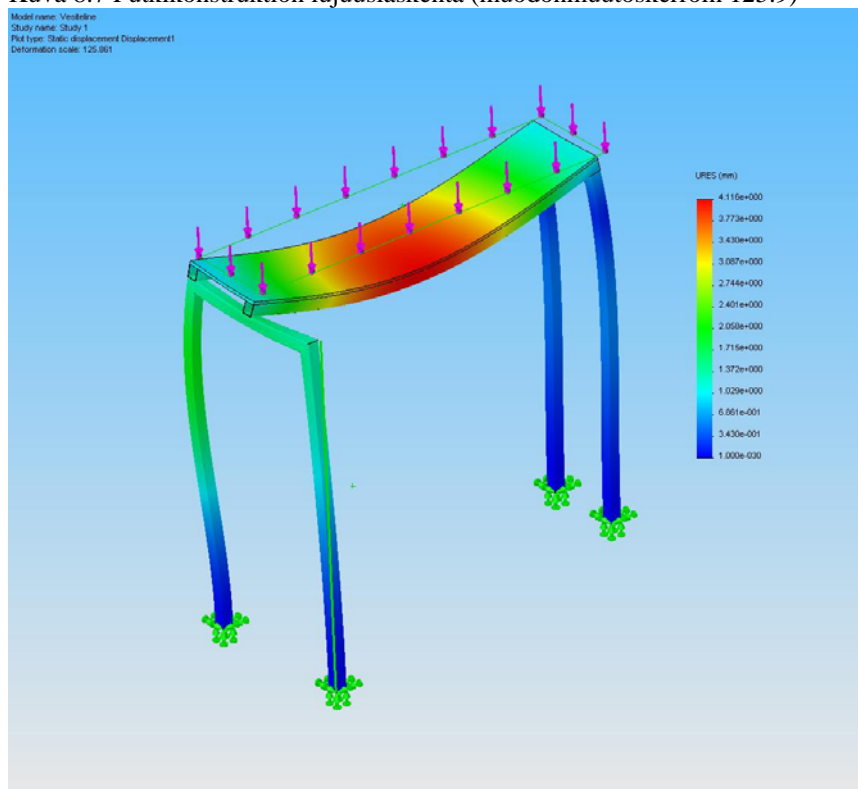 Model name: Vesiteline
Study name: Study 1
Plot type: Static displacement Displacement1
Deformation scale: 125.861
URES (mm)
4.116e+000
3.773e+000
3.430e+000
3.087e+000
2.744e+000
2.401e+000
2.058e+000
1.715e+000
1.372e+000
1.029e+000
6.861e-001
3.430e-001
1.000e-030